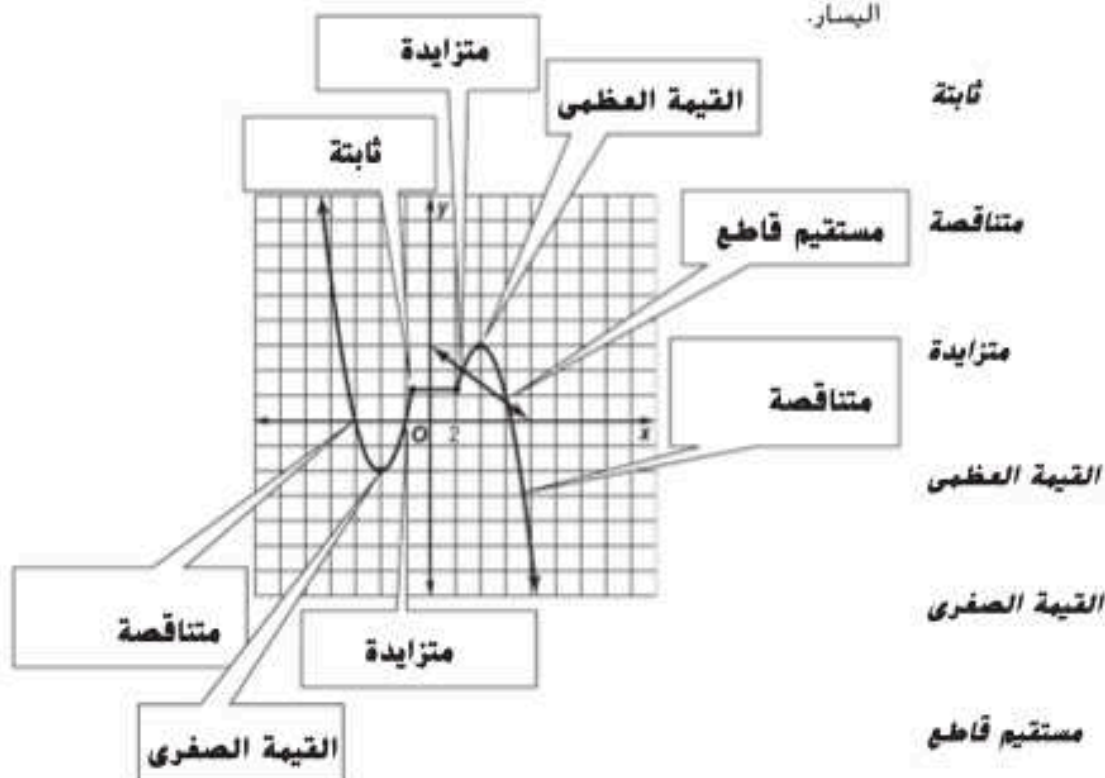 اليسار.
متزايدة
القيمة العظمى
ثابتة
ثابتة
y
مستقيم قاطع
متناقصة
متزايدة
متناقصة
O 2 x
القيمة العظمى
متناقصة
متزايدة
القيمة الصغرى
القيمة الصغرى
مستقيم قاطع